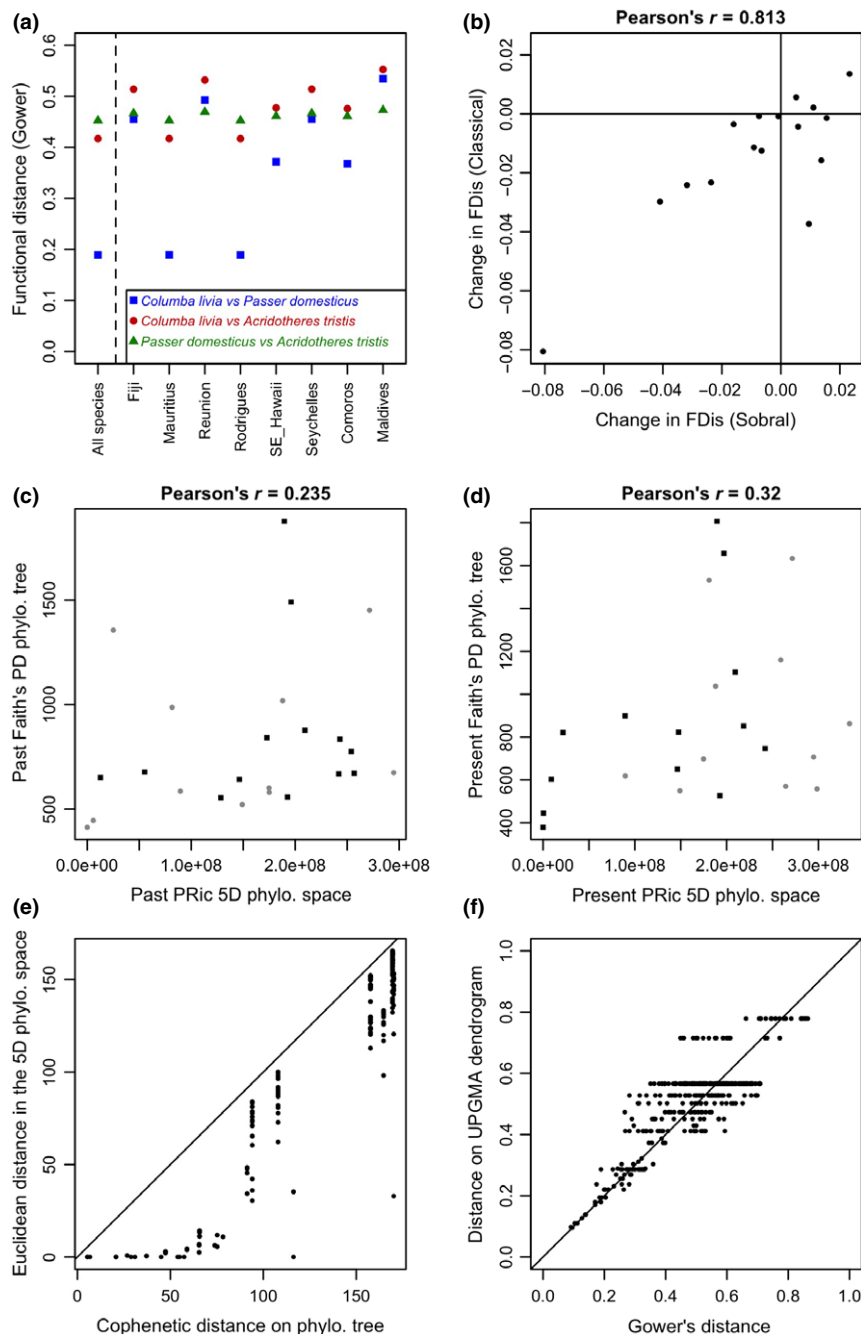 (a)
Functional distance (Gower)
0.0
0.1
0.2
0.3
0.4
0.5
0.6
Columba livia vs Passer domesticus
Columba livia vs Acridotheres tristis
Passer domesticus vs Acridotheres tristis
All species
Fiji
Mauritius
Reunion
Rodrigues
SE_Hawaii
Seychelles
Comoros
Maldives
(b)
Pearson's r = 0.813
Change in FDis (Classical)
−0.08
−0.06
−0.04
−0.02
0.00
0.02
−0.08 −0.06 −0.04 −0.02 0.00 0.02
Change in FDis (Sobral)
(c)
Pearson's r = 0.235
Past Faith's PD phylo. tree
500
1000
1500
0.0e+00 1.0e+08 2.0e+08 3.0e+08
Past PRic 5D phylo. space
(d)
Pearson's r = 0.32
Present Faith's PD phylo. tree
400
600
800
1200
1600
0.0e+00 1.0e+08 2.0e+08 3.0e+08
Present PRic 5D phylo. space
(e)
Euclidean distance in the 5D phylo. space
0
50
100
150
0 50 100 150
Cophenetic distance on phylo. tree
(f)
Distance on UPGMA dendrogram
0.0
0.2
0.4
0.6
0.8
1.0
0.0 0.2 0.4 0.6 0.8 1.0
Gower's distance